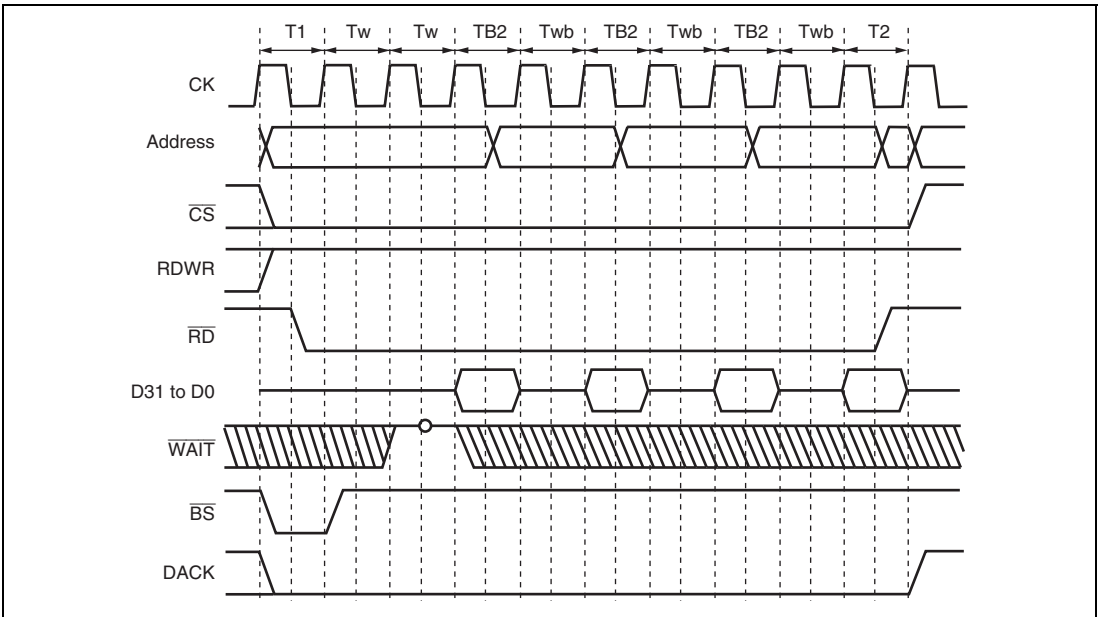 T1 Tw Tw TB2 Twb TB2 Twb TB2 Twb T2
CK
Address
CS
RDWR
RD
D31 to D0
WAIT
BS
DACK